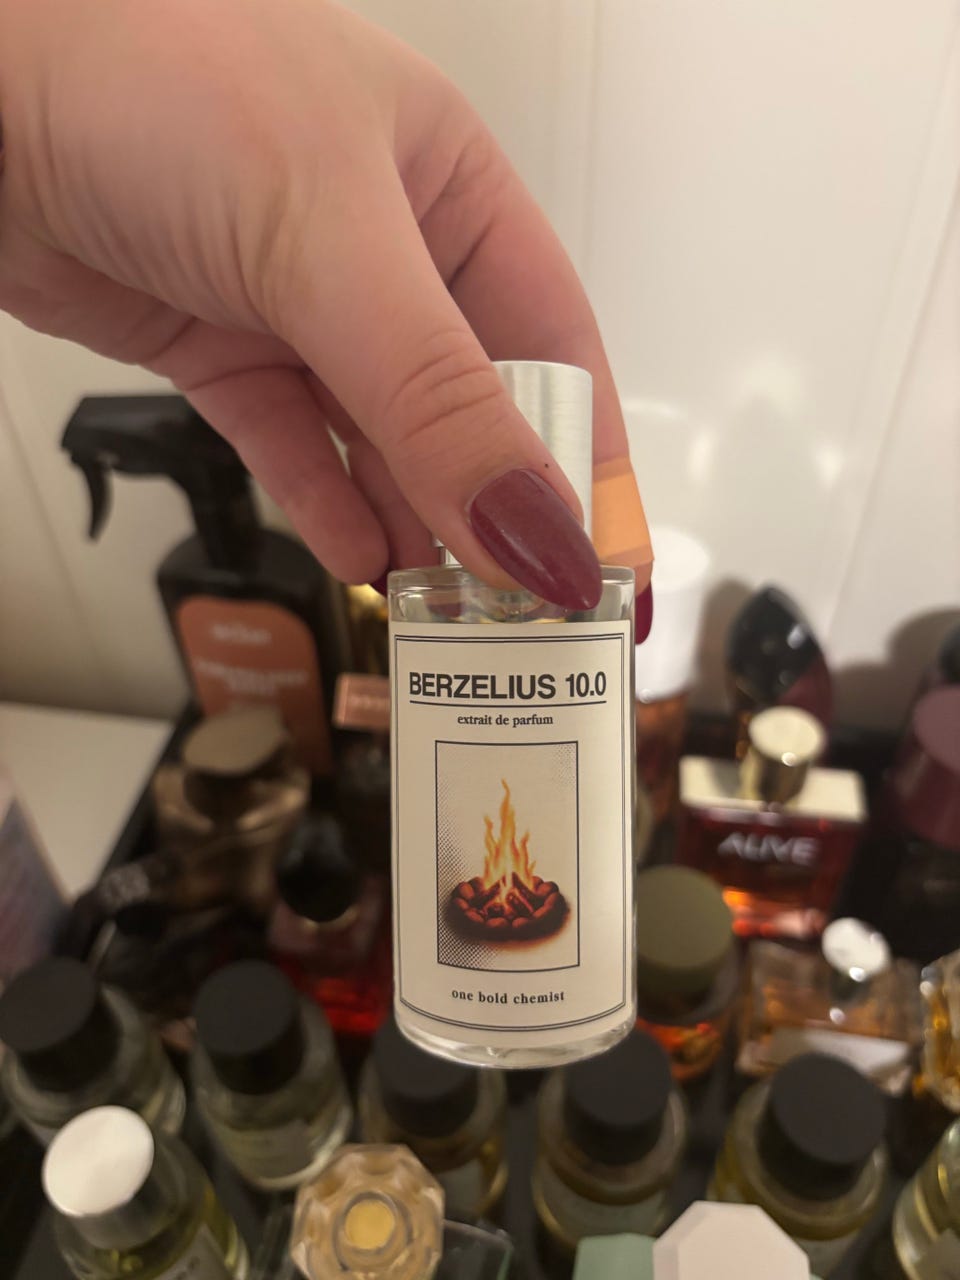 BERZELIUS 10.0
extrait de parfum
one bold chemist
ALIVE